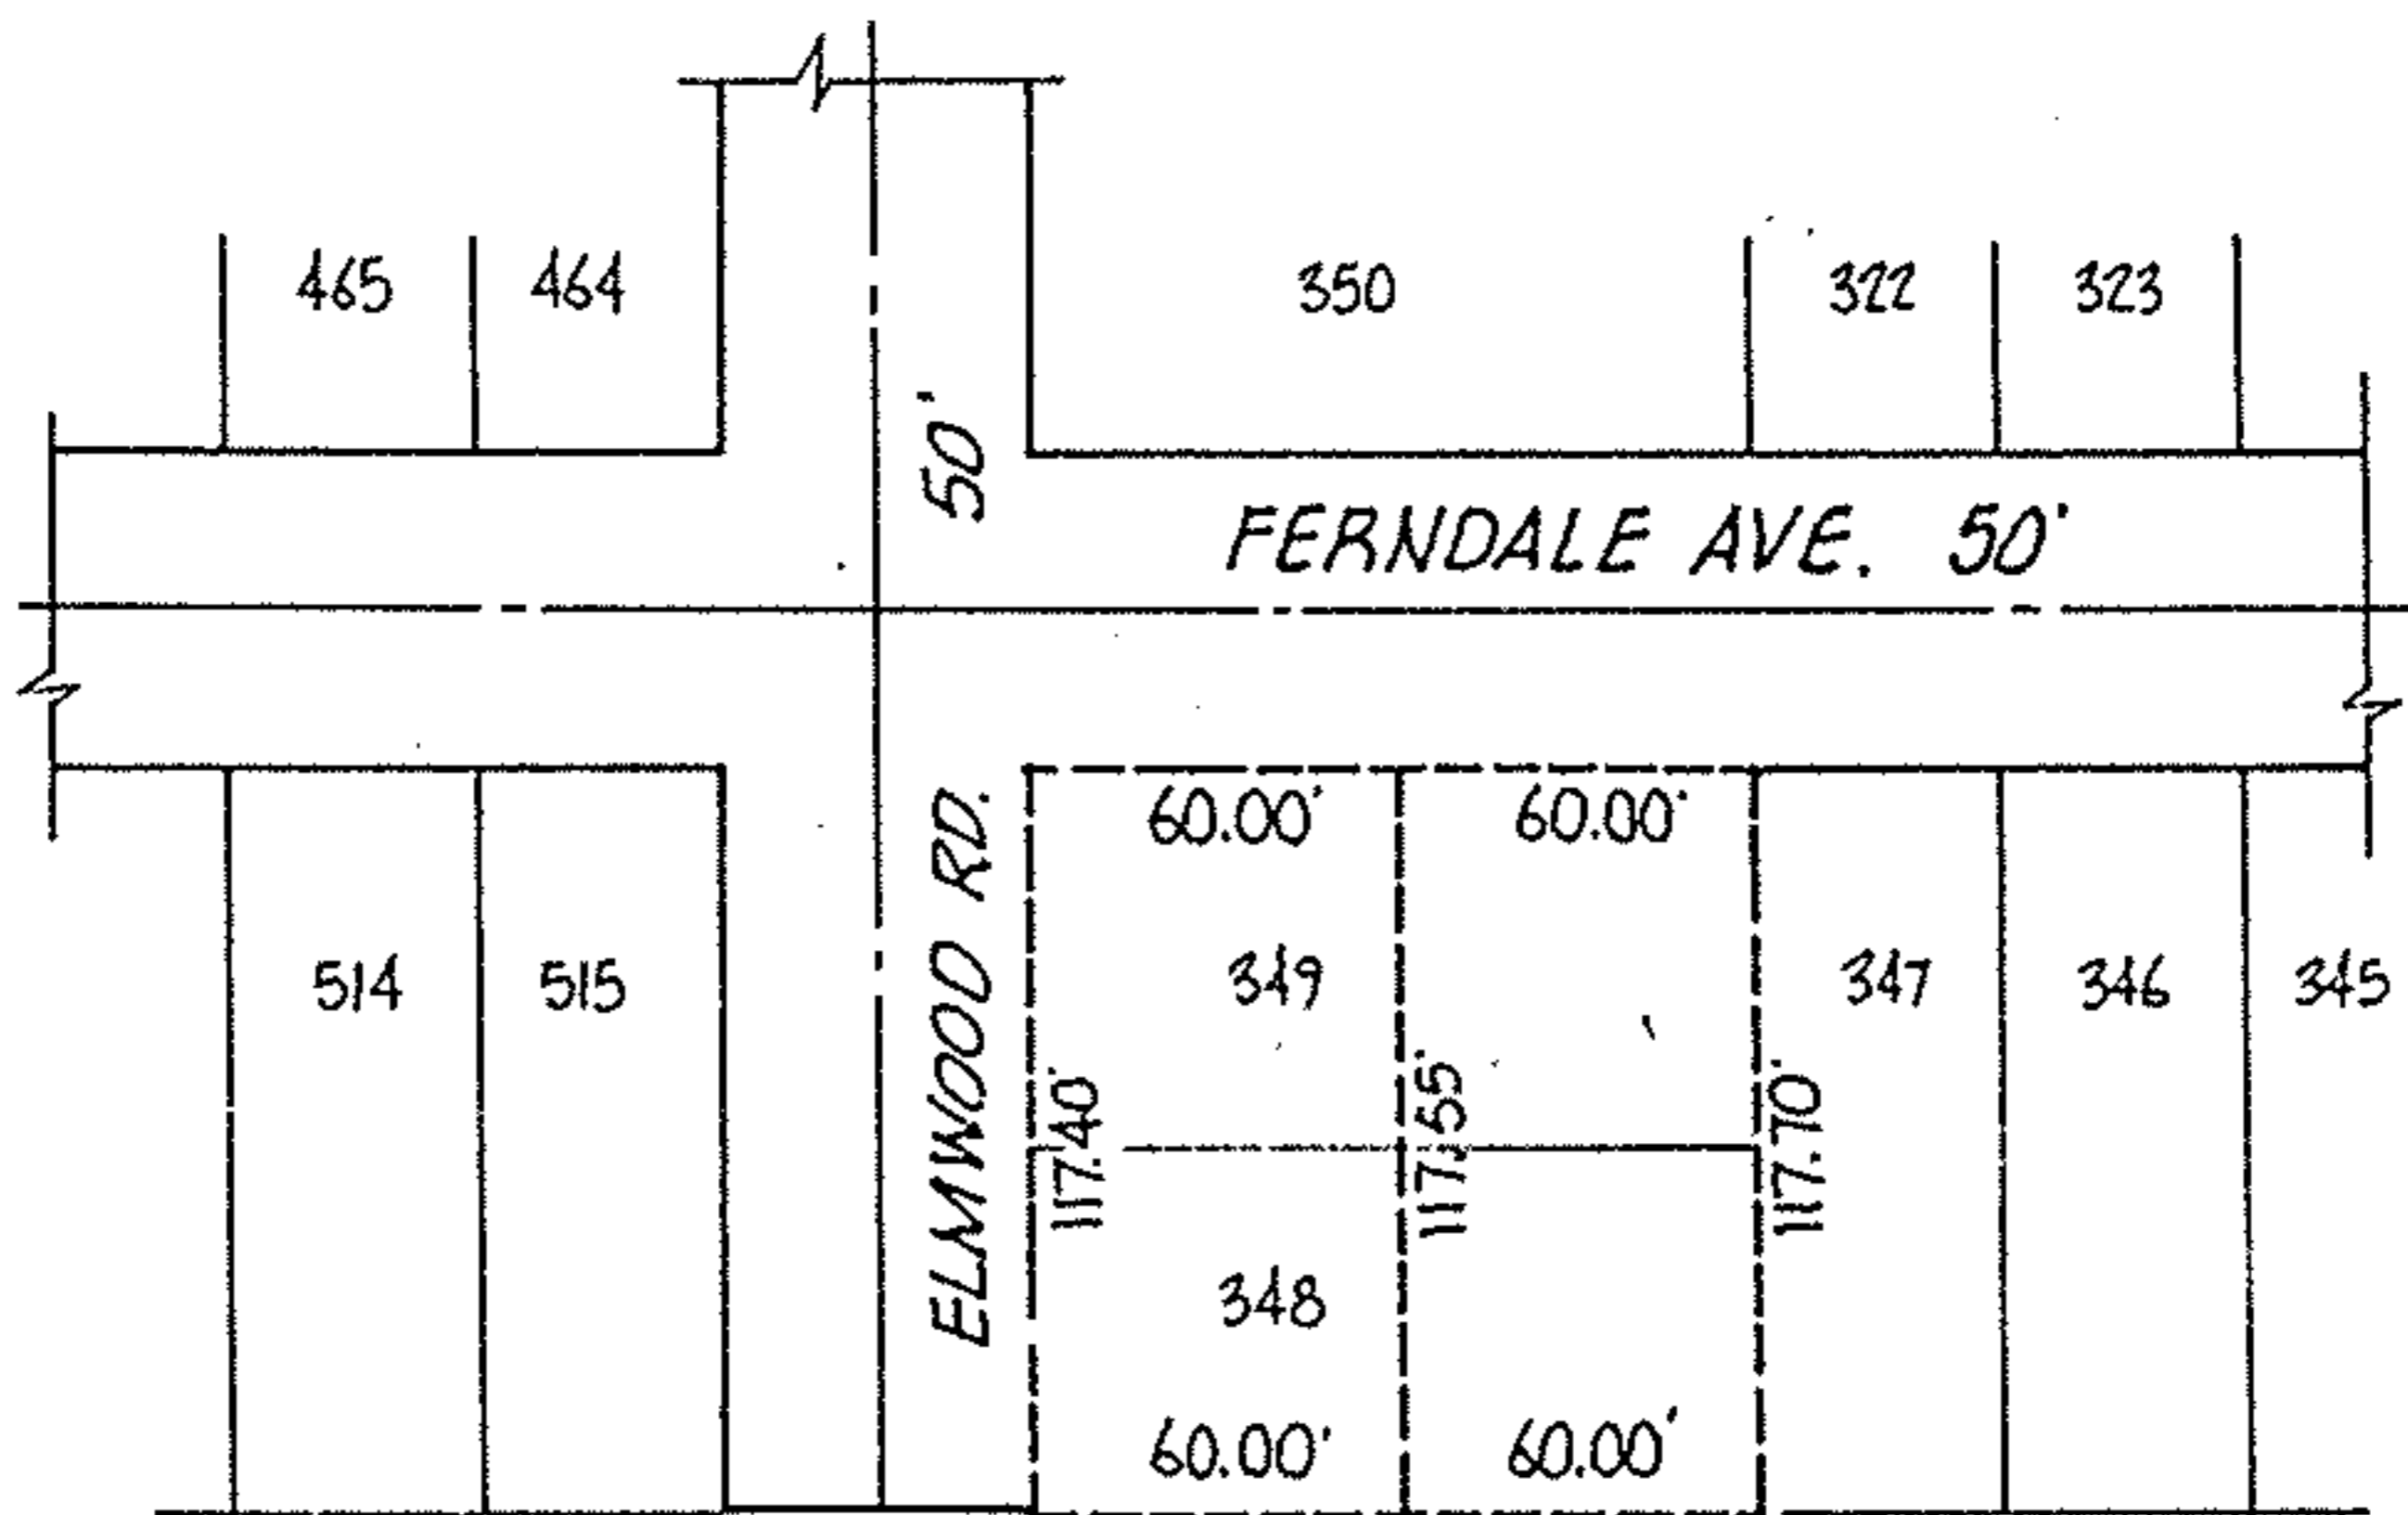 465 464 350 322 323
50'
FERNDALE AVE. 50'
ELMWOOD RD.
60.00' 60.00'
514 515 349 347 346 345
117.40' 117.55' 117.70'
348
60.00' 60.00'